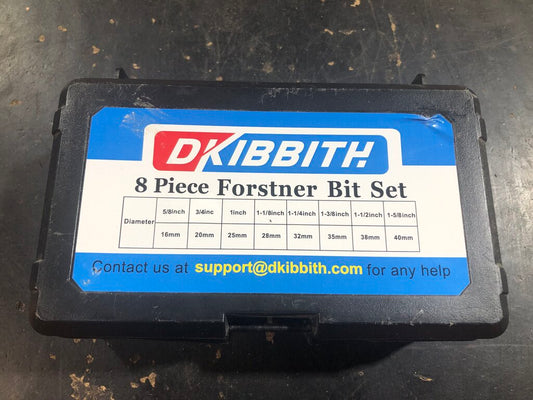 DKIBBITH
8 Piece Forstner Bit Set
Diameter 5/8inch 3/4inc 1inch 1-1/8inch 1-1/4inch 1-3/8inch 1-1/2inch 1-5/8inch
16mm 20mm 25mm 28mm 32mm 35mm 38mm 40mm
Contact us at support@dkibbith.com for any help